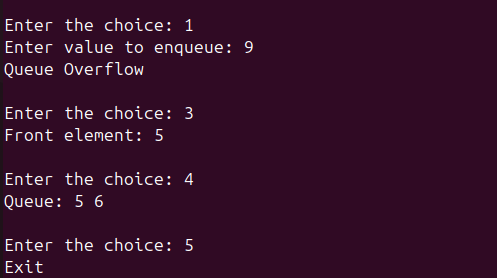 Enter the choice: 1
Enter value to enqueue: 9
Queue Overflow
Enter the choice: 3
Front element: 5
Enter the choice: 4
Queue: 5 6
Enter the choice: 5
Exit